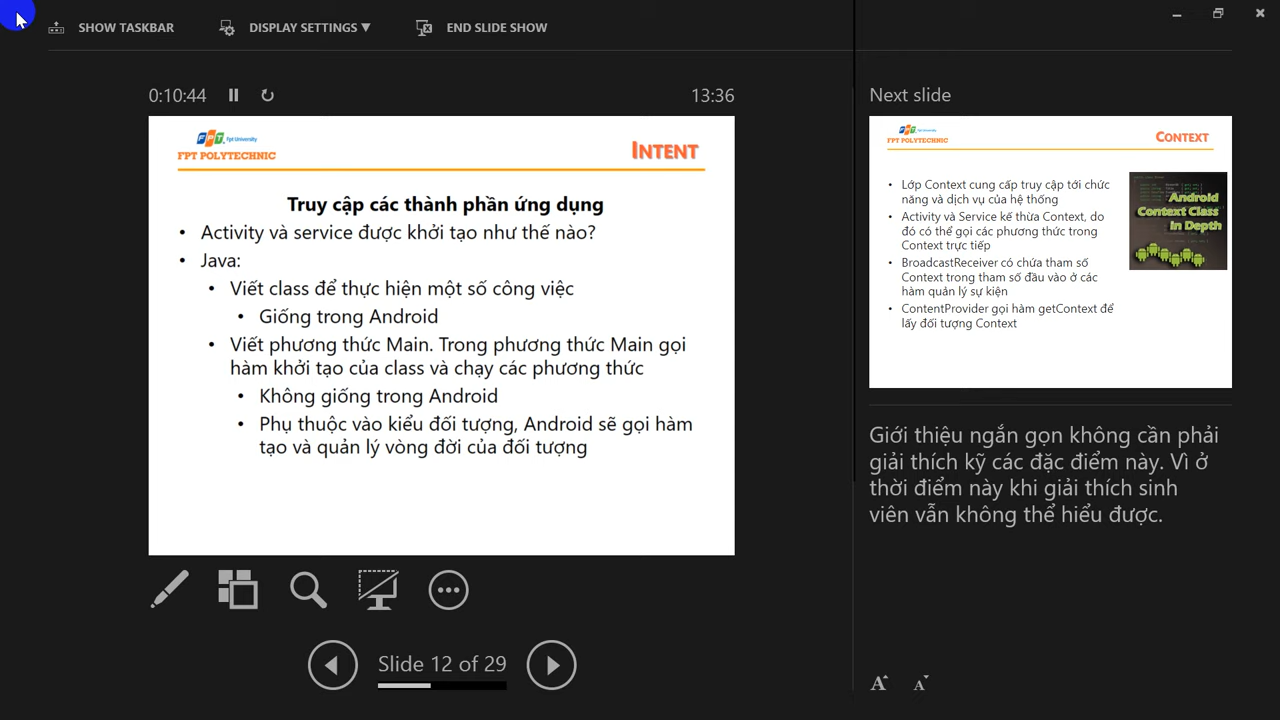 SHOW TASKBAR
DISPLAY SETTINGS ▼
END SLIDE SHOW
0:10:44
13:36
FPT Fpt University
FPT POLYTECHNIC
INTENT
Truy cập các thành phần ứng dụng
• Activity và service được khởi tạo như thế nào?
• Java:
• Viết class để thực hiện một số công việc
• Giống trong Android
• Viết phương thức Main. Trong phương thức Main gọi
hàm khởi tạo của class và chạy các phương thức
• Không giống trong Android
• Phụ thuộc vào kiểu đối tượng, Android sẽ gọi hàm
tạo và quản lý vòng đời của đối tượng
Slide 12 of 29
Next slide
FPT Fpt University
FPT POLYTECHNIC
CONTEXT
• Lớp Context cung cấp truy cập tới chức
năng và dịch vụ của hệ thống
• Activity và Service kế thừa Context, do
đó có thể gọi các phương thức trong
Context trực tiếp
• BroadcastReceiver có chứa tham số
Context trong tham số đầu vào ở các
hàm quản lý sự kiện
• ContentProvider gọi hàm getContext để
lấy đối tượng Context
Android
Context Class
in Depth
Giới thiệu ngắn gọn không cần phải
giải thích kỹ các đặc điểm này. Vì ở
thời điểm này khi giải thích sinh
viên vẫn không thể hiểu được.
A A